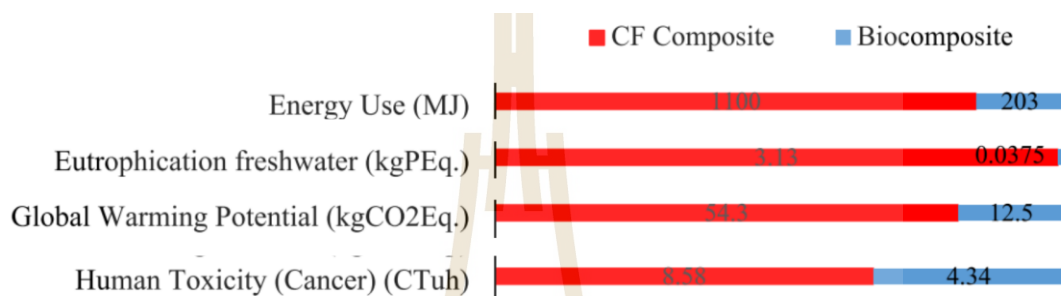 CF Composite Biocomposite
Energy Use (MJ) 1100 203
Eutrophication freshwater (kgPEq.) 3.13 0.0375
Global Warming Potential (kgCO2Eq.) 54.3 12.5
Human Toxicity (Cancer) (CTuh) 8.58 4.34